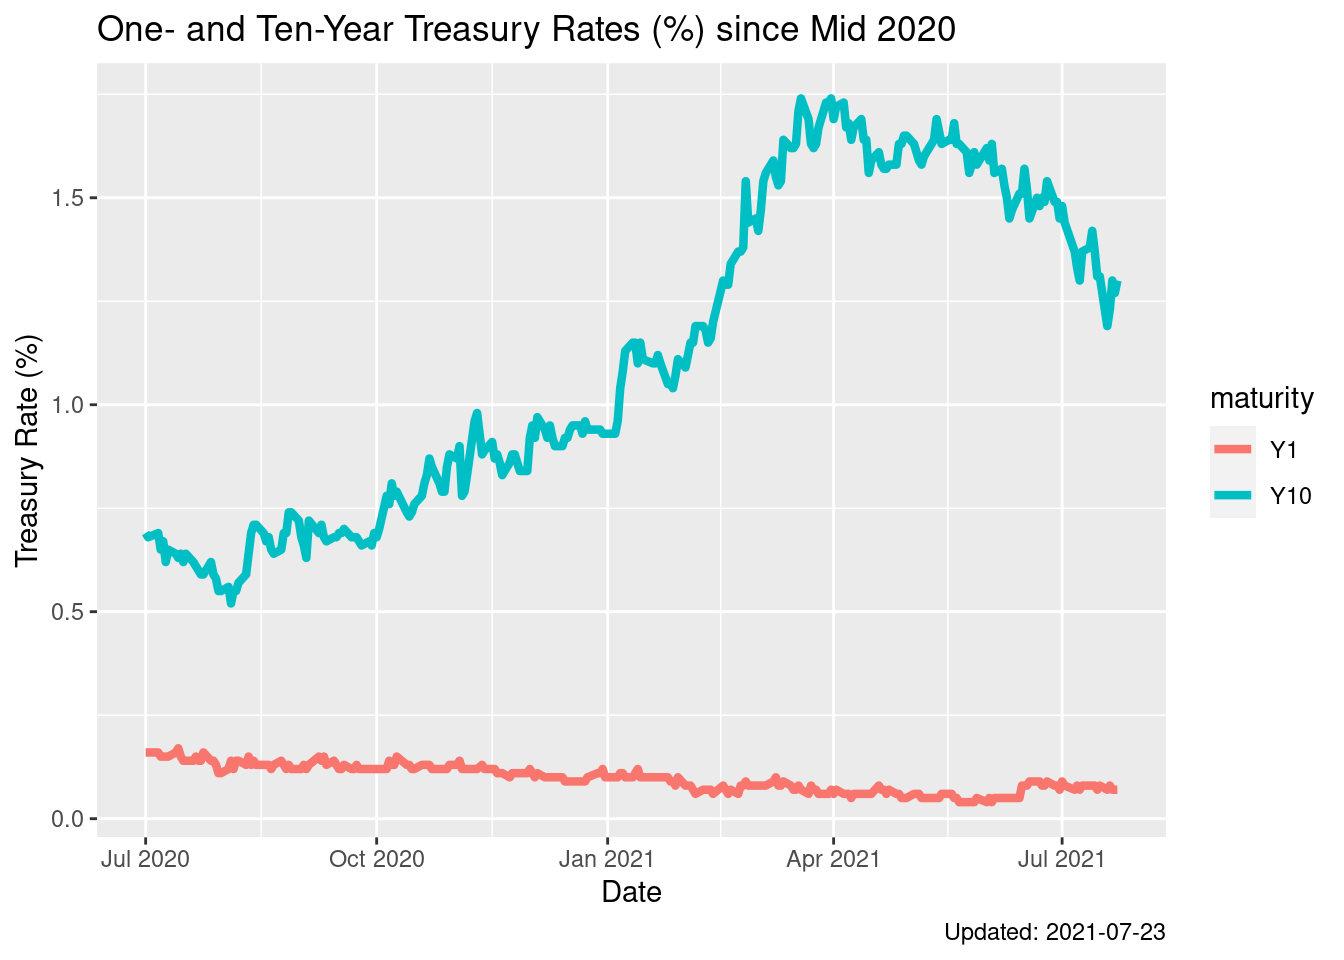 One- and Ten-Year Treasury Rates (%) since Mid 2020
Treasury Rate (%)
1.5
1.0
0.5
0.0
Jul 2020
Oct 2020
Jan 2021
Apr 2021
Jul 2021
Date
maturity
Y1
Y10
Updated: 2021-07-23